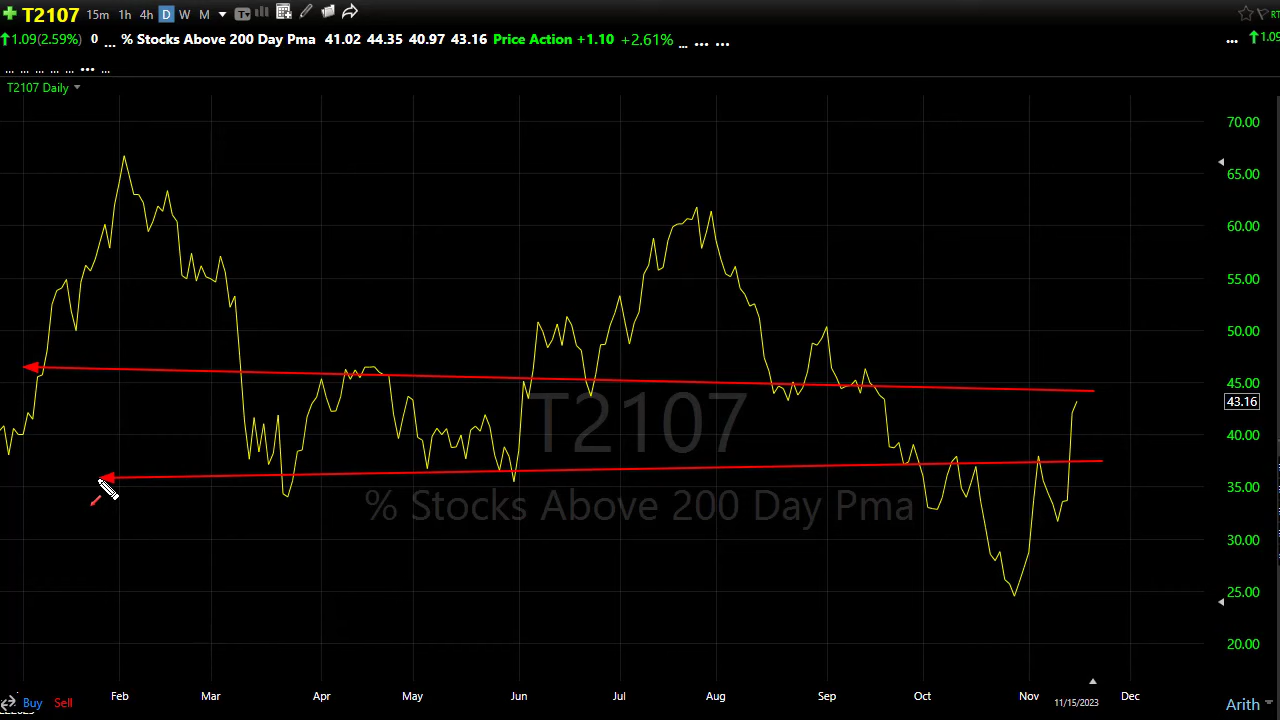 T2107 15m 1h 4h D W M T RT
1.09(2.59%) 0 ... % Stocks Above 200 Day Pma 41.02 44.35 40.97 43.16 Price Action +1.10 +2.61% ... ... ... ... 1.09
... ... ... ... ... ... ...
T2107 Daily
70.00
65.00
60.00
55.00
50.00
45.00
43.16
40.00
35.00
30.00
25.00
20.00
T2107
% Stocks Above 200 Day Pma
Feb Mar Apr May Jun Jul Aug Sep Oct Nov Dec
Buy Sell 11/15/2023 Arith